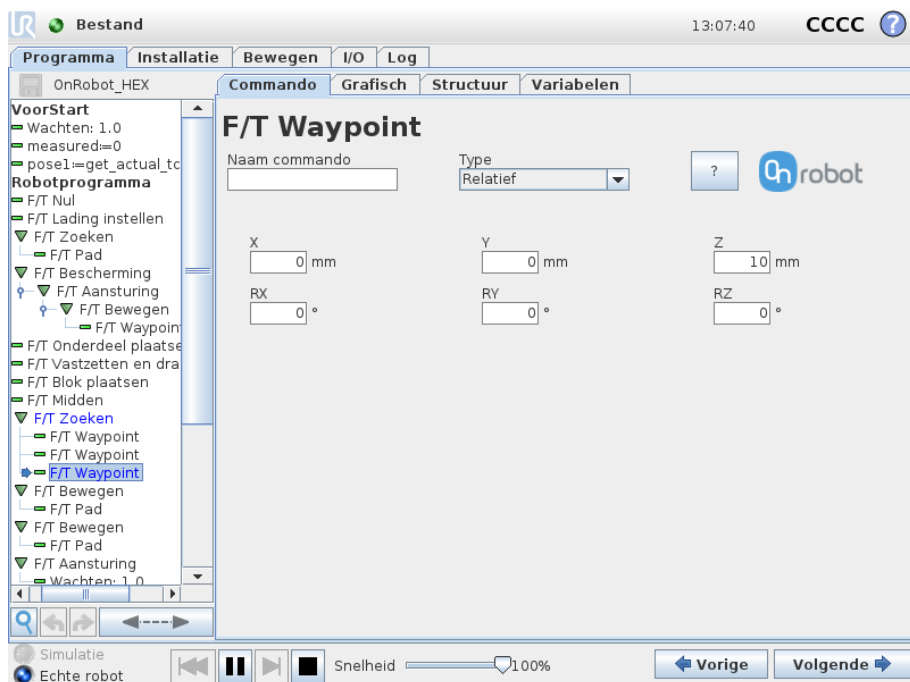 UR Bestand 13:07:40 CCCC ?
Programma Installatie Bewegen I/O Log
OnRobot_HEX
Commando Grafisch Structuur Variabelen
VoorStart
Wachten: 1.0
measured:=0
pose1:=get_actual_tc
Robotprogramma
F/T Nul
F/T Lading instellen
F/T Zoeken
F/T Pad
F/T Bescherming
F/T Aansturing
F/T Bewegen
F/T Waypoin
F/T Onderdeel plaatse
F/T Vastzetten en dra
F/T Blok plaatsen
F/T Midden
F/T Zoeken
F/T Waypoint
F/T Waypoint
F/T Waypoint
F/T Bewegen
F/T Pad
F/T Bewegen
F/T Pad
F/T Aansturing
Wachten: 1.0
F/T Waypoint
Naam commando Type
Relatief ? On robot
X Y Z
0 mm 0 mm 10 mm
RX RY RZ
0 ° 0 ° 0 °
Simulatie
Echte robot
Snelheid 100% Vorige Volgende